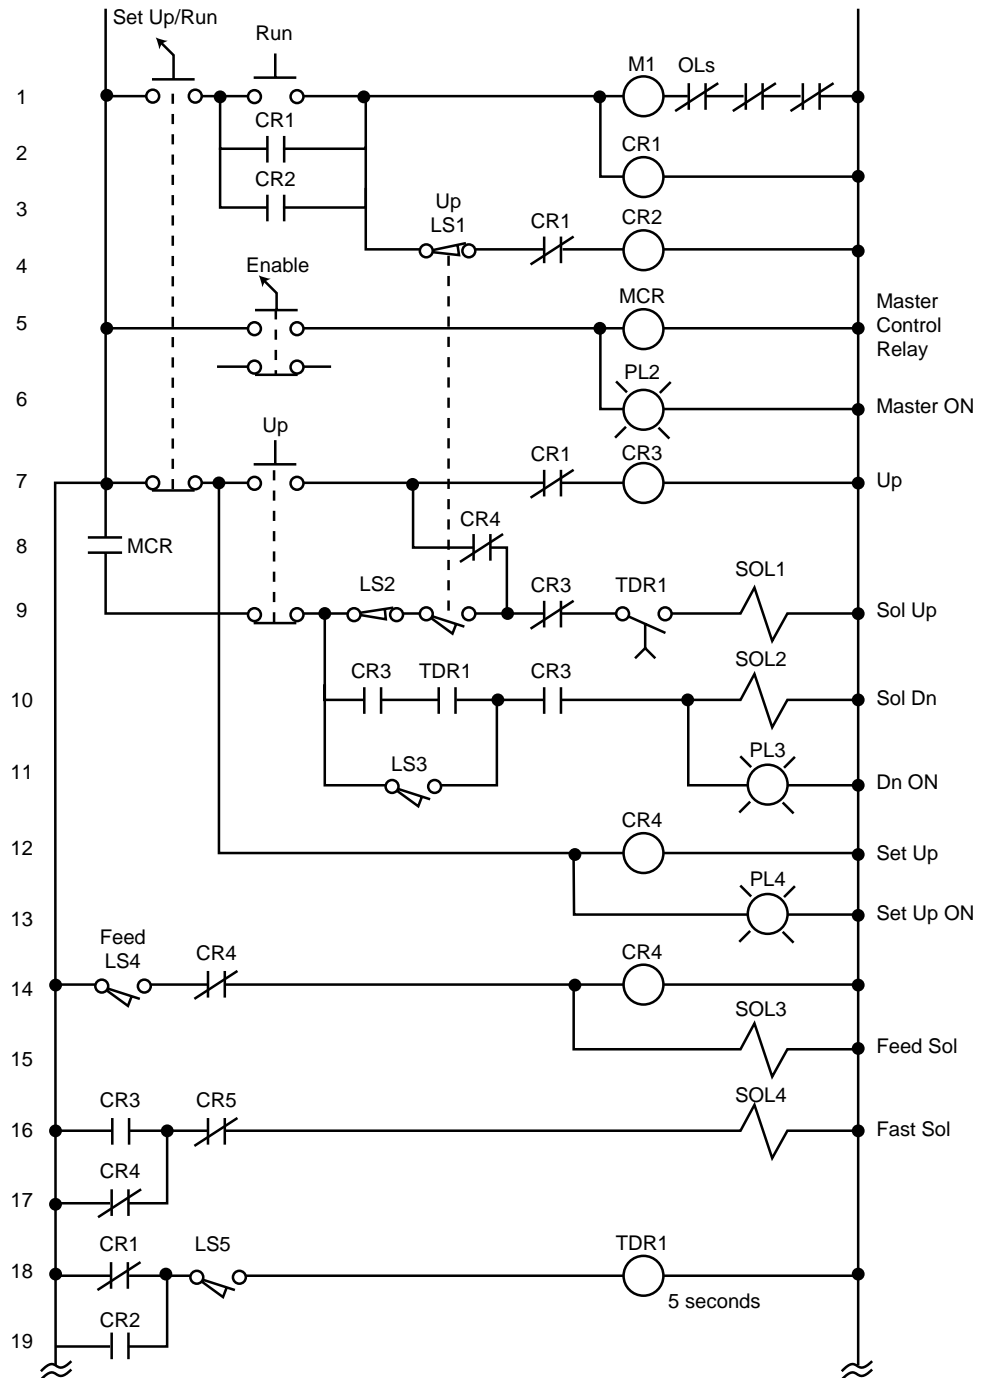 Set Up/Run
Run
M1
OLs
1
CR1
2
CR1
CR2
3
Up
LS1
CR1
CR2
4
Enable
MCR
5
Master
Control
Relay
PL2
6
Master ON
Up
CR1
CR3
7
Up
CR4
8
MCR
LS2
CR3
TDR1
SOL1
9
Sol Up
CR3
TDR1
CR3
SOL2
10
Sol Dn
LS3
PL3
11
Dn ON
CR4
12
Set Up
PL4
13
Set Up ON
Feed
LS4
CR4
CR4
14
SOL3
15
Feed Sol
CR3
CR5
SOL4
16
Fast Sol
CR4
17
CR1
LS5
TDR1
18
5 seconds
CR2
19